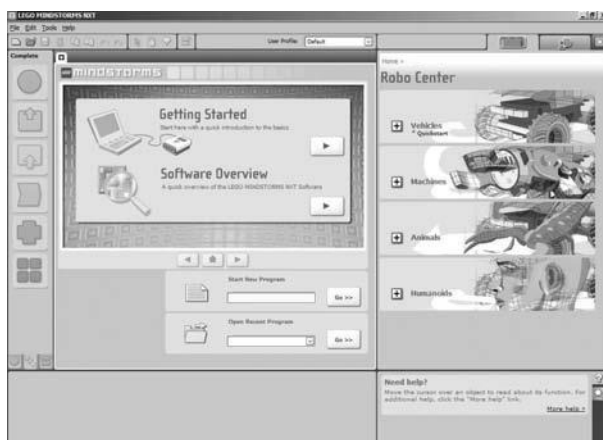 LEGO MINDSTORMS NXT
File Edit Tools Help
User Profile: Default
Complete
mindstorms
Getting Started
Start here with a quick introduction to the basics
Software Overview
A quick overview of the LEGO MINDSTORMS NXT Software
Start New Program
Go >>
Open Recent Program
Go >>
Home >
Robo Center
Vehicles
* Quickstart
Machines
Animals
Humanoids
Need help?
Move the cursor over an object to read about its function. For
additional help, click the "More help" link.
More help >